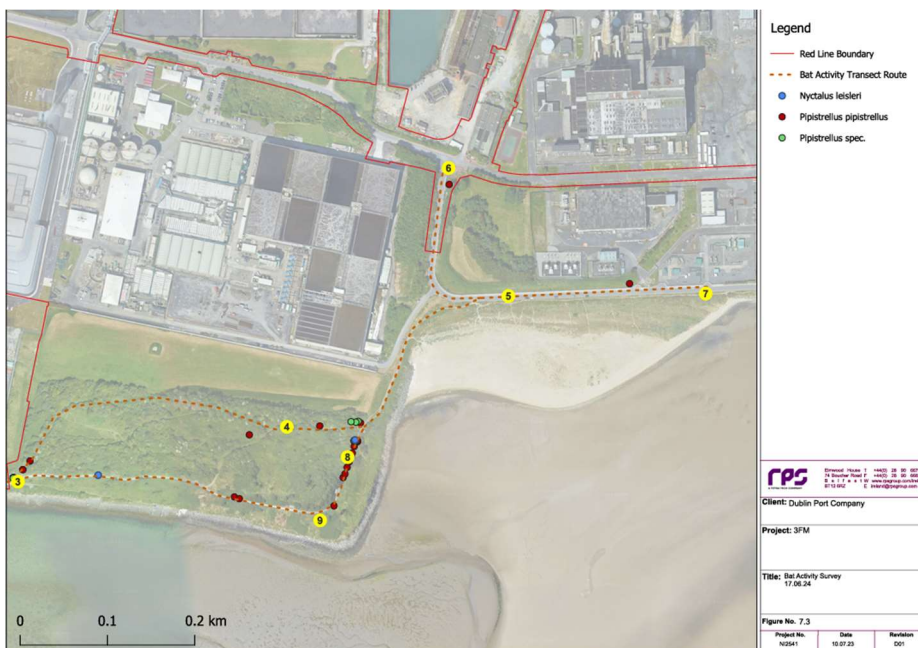 Legend
Red Line Boundary
Bat Activity Transect Route
Nyctalus leisleri
Pipistrellus pipistrellus
Pipistrellus spec.
6
5
7
4
8
3
9
0 0.1 0.2 km
rps
Client: Dublin Port Company
Project: 3FM
Title: Bat Activity Survey
17.06.24
Figure No. 7.3
Project No. Date Revision
NI2541 10.07.23 D01